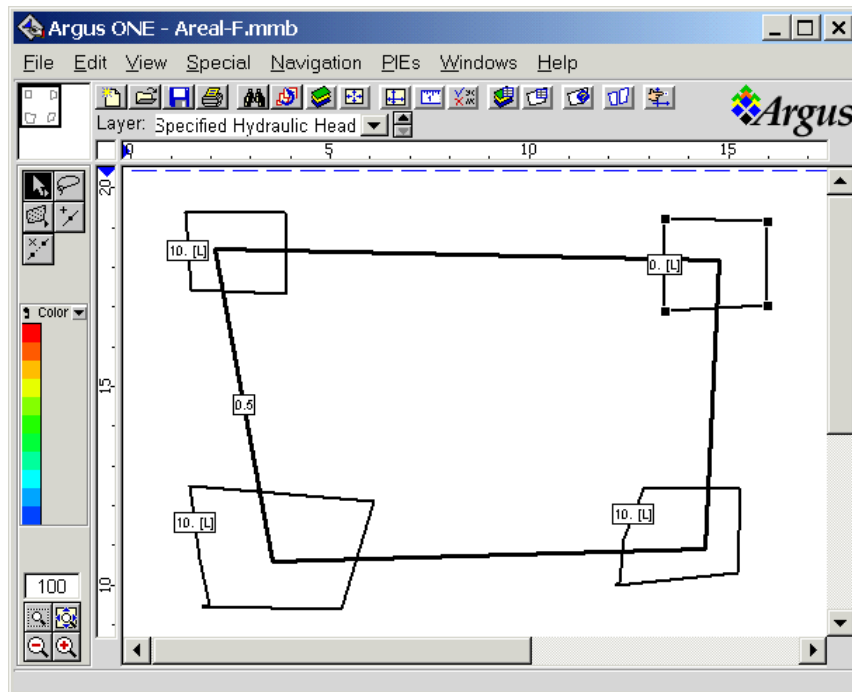 Argus ONE - Areal-F.mmb
File Edit View Special Navigation PIEs Windows Help
Argus
Layer: Specified Hydraulic Head
0 5 10 15
20
15
10
Color
100
10. [L]
0. [L]
0.5
10. [L]
10. [L]